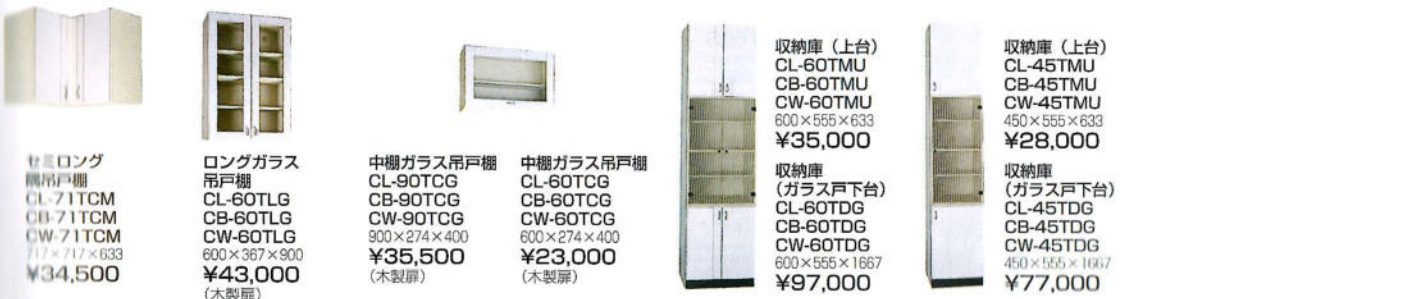 セミロング
隅吊戸棚
CL-71TCM
CB-71TCM
CW-71TCM
717×717×633
¥34,500
ロングガラス
吊戸棚
CL-60TLG
CB-60TLG
CW-60TLG
600×367×900
¥43,000
(木製扉)
中棚ガラス吊戸棚
CL-90TCG
CB-90TCG
CW-90TCG
900×274×400
¥35,500
(木製扉)
中棚ガラス吊戸棚
CL-60TCG
CB-60TCG
CW-60TCG
600×274×400
¥23,000
(木製扉)
収納庫(上台)
CL-60TMU
CB-60TMU
CW-60TMU
600×555×633
¥35,000
収納庫
(ガラス戸下台)
CL-60TDG
CB-60TDG
CW-60TDG
600×555×1667
¥97,000
収納庫(上台)
CL-45TMU
CB-45TMU
CW-45TMU
450×555×633
¥28,000
収納庫
(ガラス戸下台)
CL-45TDG
CB-45TDG
CW-45TDG
450×555×1667
¥77,000